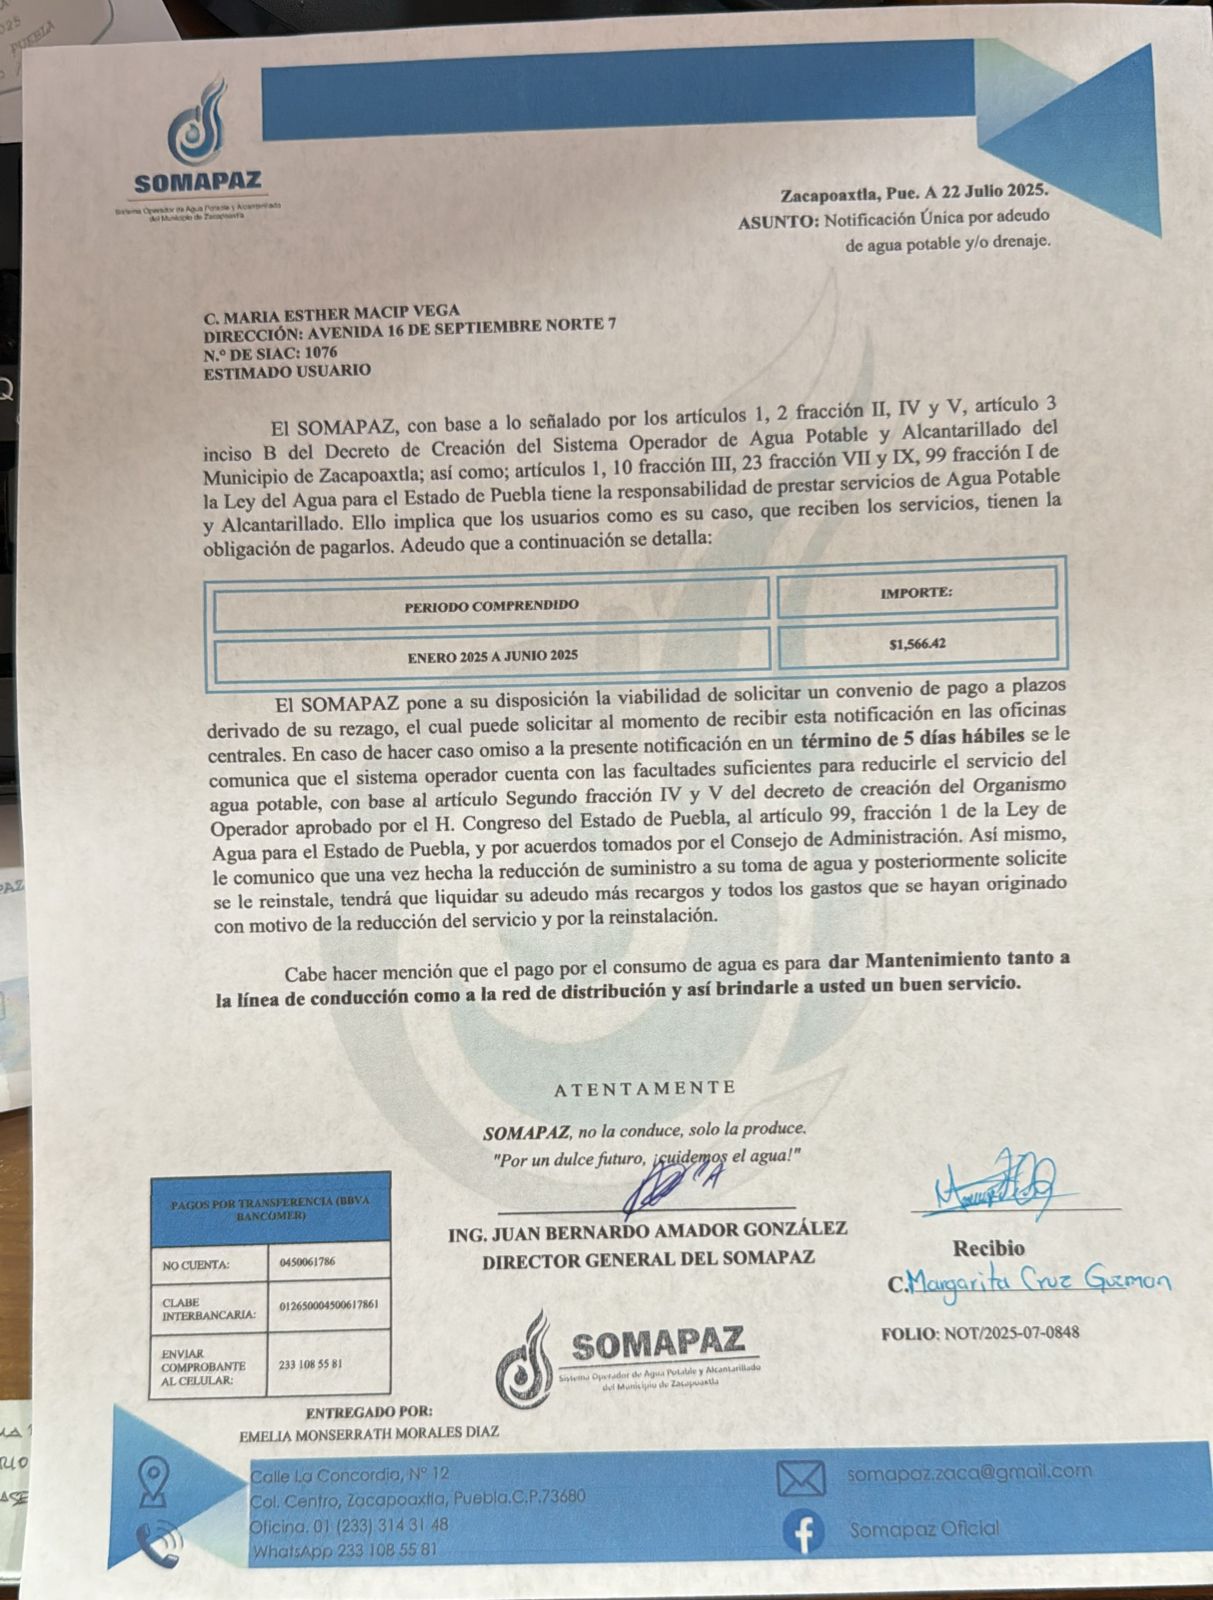 SOMAPAZ
Sistema Operador de Agua Potable y Alcantarillado
del Municipio de Zacapoaxtla
Zacapoaxtla, Pue. A 22 Julio 2025.
ASUNTO: Notificación Única por adeudo
de agua potable y/o drenaje.
C. MARIA ESTHER MACIP VEGA
DIRECCIÓN: AVENIDA 16 DE SEPTIEMBRE NORTE 7
N.º DE SIAC: 1076
ESTIMADO USUARIO
El SOMAPAZ, con base a lo señalado por los artículos 1, 2 fracción II, IV y V, artículo 3
inciso B del Decreto de Creación del Sistema Operador de Agua Potable y Alcantarillado del
Municipio de Zacapoaxtla; así como; artículos 1, 10 fracción III, 23 fracción VII y IX, 99 fracción I de
la Ley del Agua para el Estado de Puebla tiene la responsabilidad de prestar servicios de Agua Potable
y Alcantarillado. Ello implica que los usuarios como es su caso, que reciben los servicios, tienen la
obligación de pagarlos. Adeudo que a continuación se detalla:
PERIODO COMPRENDIDO
IMPORTE:
ENERO 2025 A JUNIO 2025
$1,566.42
El SOMAPAZ pone a su disposición la viabilidad de solicitar un convenio de pago a plazos
derivado de su rezago, el cual puede solicitar al momento de recibir esta notificación en las oficinas
centrales. En caso de hacer caso omiso a la presente notificación en un término de 5 días hábiles se le
comunica que el sistema operador cuenta con las facultades suficientes para reducirle el servicio del
agua potable, con base al artículo Segundo fracción IV y V del decreto de creación del Organismo
Operador aprobado por el H. Congreso del Estado de Puebla, al artículo 99, fracción 1 de la Ley de
Agua para el Estado de Puebla, y por acuerdos tomados por el Consejo de Administración. Así mismo,
le comunico que una vez hecha la reducción de suministro a su toma de agua y posteriormente solicite
se le reinstale, tendrá que liquidar su adeudo más recargos y todos los gastos que se hayan originado
con motivo de la reducción del servicio y por la reinstalación.
Cabe hacer mención que el pago por el consumo de agua es para dar Mantenimiento tanto a
la línea de conducción como a la red de distribución y así brindarle a usted un buen servicio.
ATENTAMENTE
SOMAPAZ, no la conduce, solo la produce.
"Por un dulce futuro, ¡cuidemos el agua!"
ING. JUAN BERNARDO AMADOR GONZÁLEZ
DIRECTOR GENERAL DEL SOMAPAZ
Recibio
C. Margarita Cruz Guzman
FOLIO: NOT/2025-07-0848
PAGOS POR TRANSFERENCIA (BBVA
BANCOMER)
NO CUENTA:
0450061786
CLABE
INTERBANCARIA:
012650004500617861
ENVIAR
COMPROBANTE
AL CELULAR:
233 108 55 81
SOMAPAZ
Sistema Operador de Agua Potable y Alcantarillado
del Municipio de Zacapoaxtla
ENTREGADO POR:
EMELIA MONSERRATH MORALES DIAZ
Calle La Concordia, Nº 12
Col. Centro, Zacapoaxtla, Puebla.C.P.73680
Oficina. 01 (233) 314 31 48
WhatsApp 233 108 55 81
somapaz.zaca@gmail.com
Somapaz Oficial